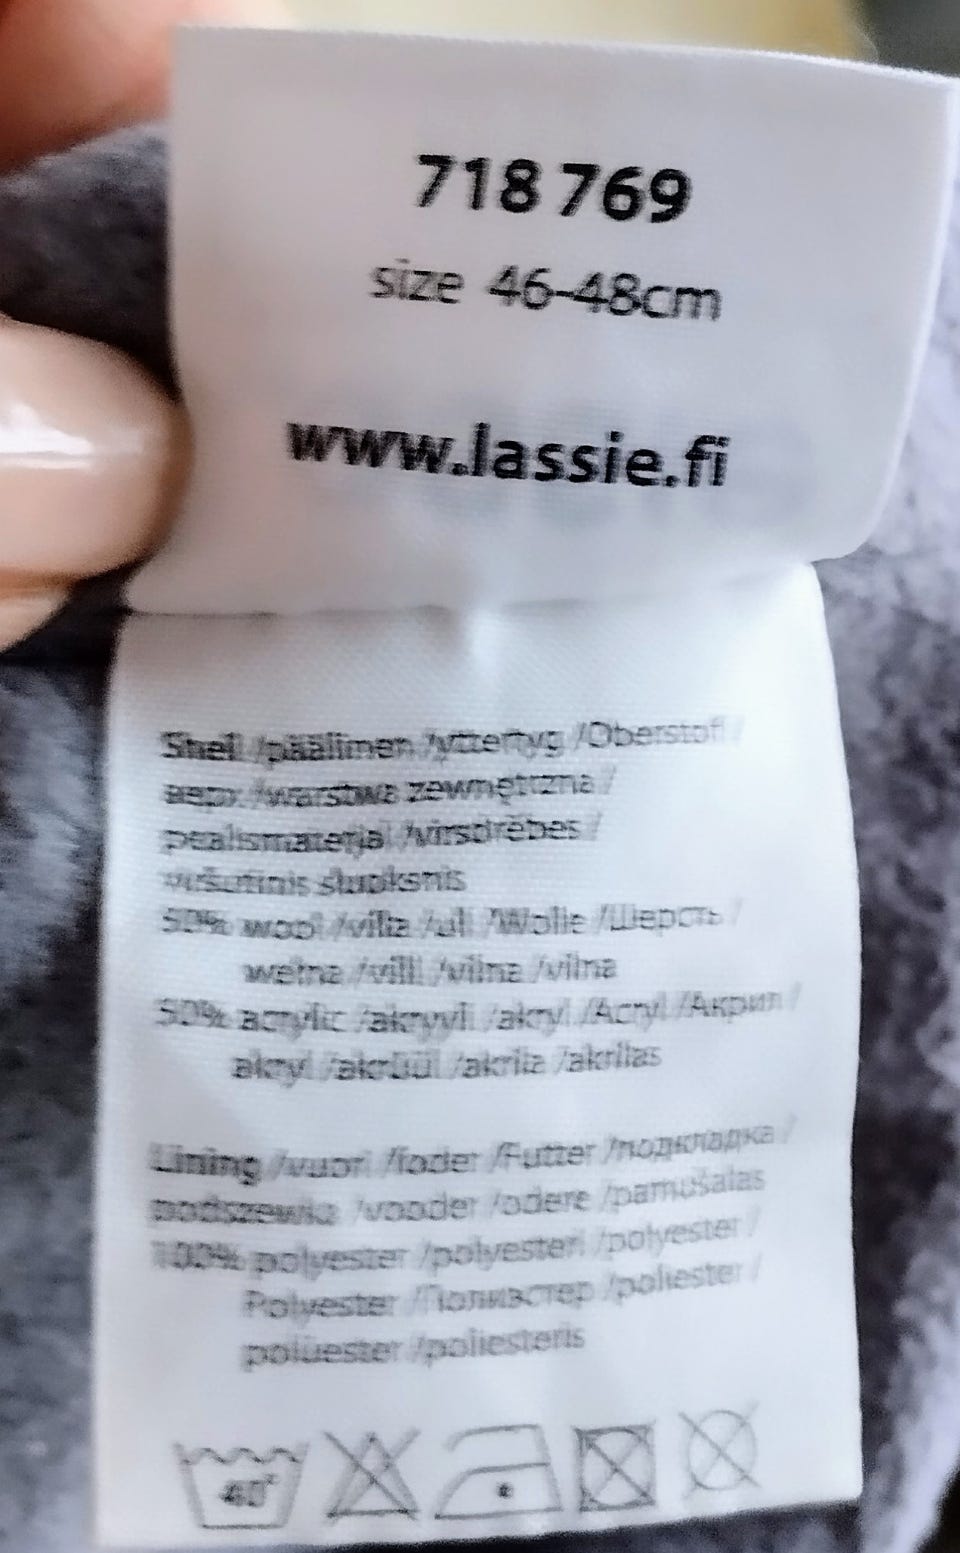 718 769
size 46-48cm
www.lassie.fi
Shell /päällinen /yttertyg /Oberstoff /
верх /warstwa zewnętrzna /
pealismaterjal /virsdrēbes /
viršutinis sluoksnis
50% wool /villa /ull /Wolle /Шерсть /
wełna /vill /vilna /vilna
50% acrylic /akryyli /akryl /Acryl /Акрил /
akryl /akrüül /akrila /akrilas
Lining /vuori /foder /Futter /подкладка /
podszewka /vooder /odere /pamušalas
100% polyester /polyesteri /polyester /
Polyester /Полиэстер /poliester /
polüester /poliesteris
40°